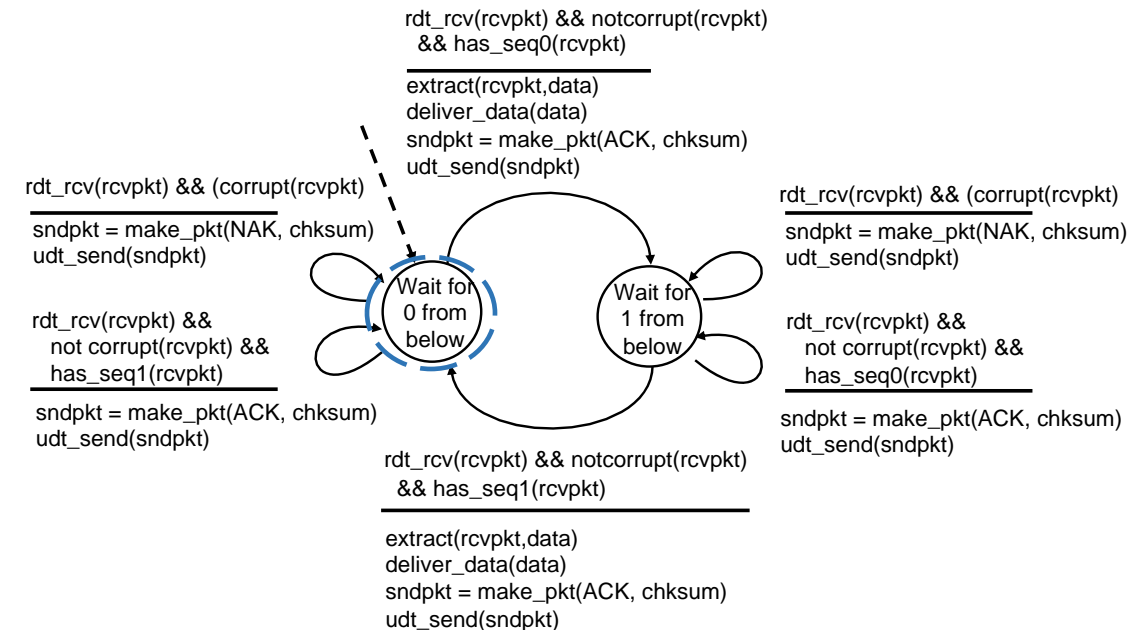 rdt_rcv(rcvpkt) && notcorrupt(rcvpkt)
&& has_seq0(rcvpkt)
extract(rcvpkt,data)
deliver_data(data)
sndpkt = make_pkt(ACK, chksum)
udt_send(sndpkt)
rdt_rcv(rcvpkt) && (corrupt(rcvpkt)
sndpkt = make_pkt(NAK, chksum)
udt_send(sndpkt)
rdt_rcv(rcvpkt) &&
not corrupt(rcvpkt) &&
has_seq1(rcvpkt)
sndpkt = make_pkt(ACK, chksum)
udt_send(sndpkt)
Wait for
0 from
below
Wait for
1 from
below
rdt_rcv(rcvpkt) && (corrupt(rcvpkt)
sndpkt = make_pkt(NAK, chksum)
udt_send(sndpkt)
rdt_rcv(rcvpkt) &&
not corrupt(rcvpkt) &&
has_seq0(rcvpkt)
sndpkt = make_pkt(ACK, chksum)
udt_send(sndpkt)
rdt_rcv(rcvpkt) && notcorrupt(rcvpkt)
&& has_seq1(rcvpkt)
extract(rcvpkt,data)
deliver_data(data)
sndpkt = make_pkt(ACK, chksum)
udt_send(sndpkt)